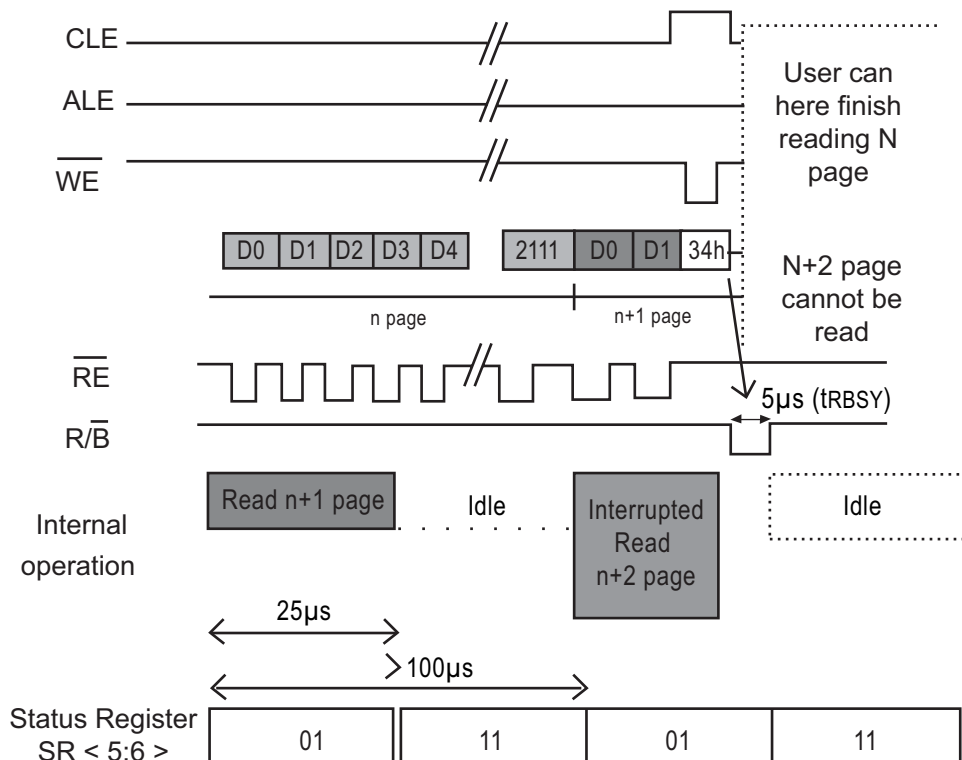 CLE
ALE
WE
User can
here finish
reading N
page
D0 D1 D2 D3 D4 2111 D0 D1 34h
N+2 page
cannot be
read
n page
n+1 page
RE
5µs (tRBSY)
R/B
Internal
operation
Read n+1 page
Idle
Interrupted
Read
n+2 page
Idle
25µs
100µs
Status Register
SR < 5:6 >
01 11 01 11